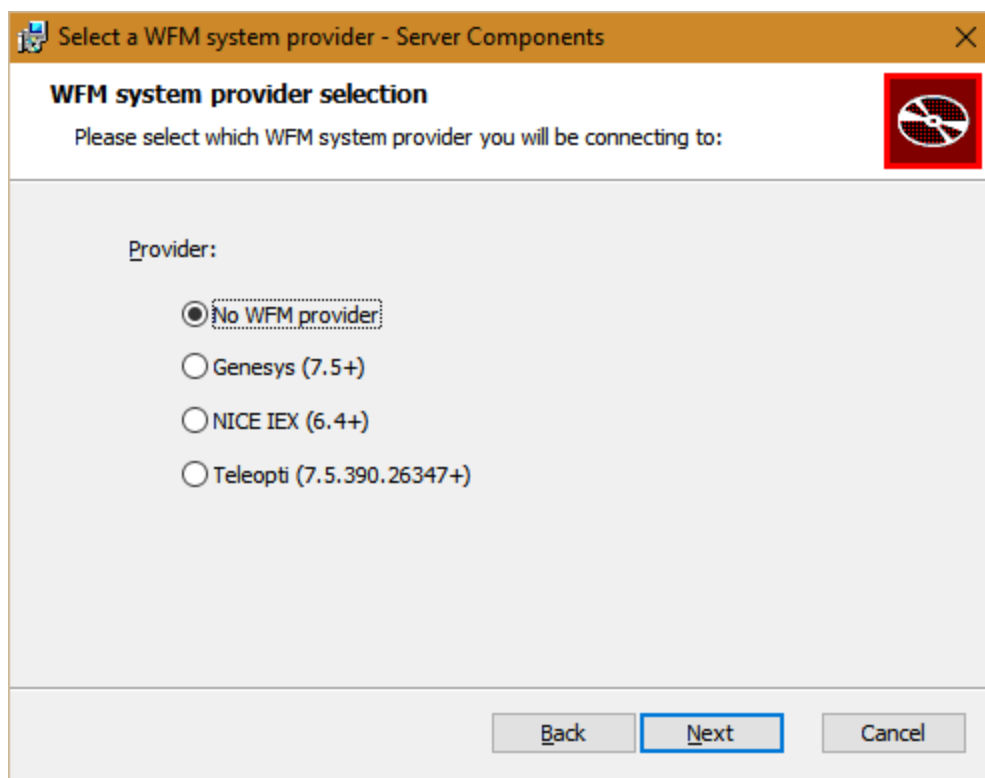 Select a WFM system provider - Server Components
WFM system provider selection
Please select which WFM system provider you will be connecting to:
Provider:
No WFM provider
Genesys (7.5+)
NICE IEX (6.4+)
Teleopti (7.5.390.26347+)
Back Next Cancel